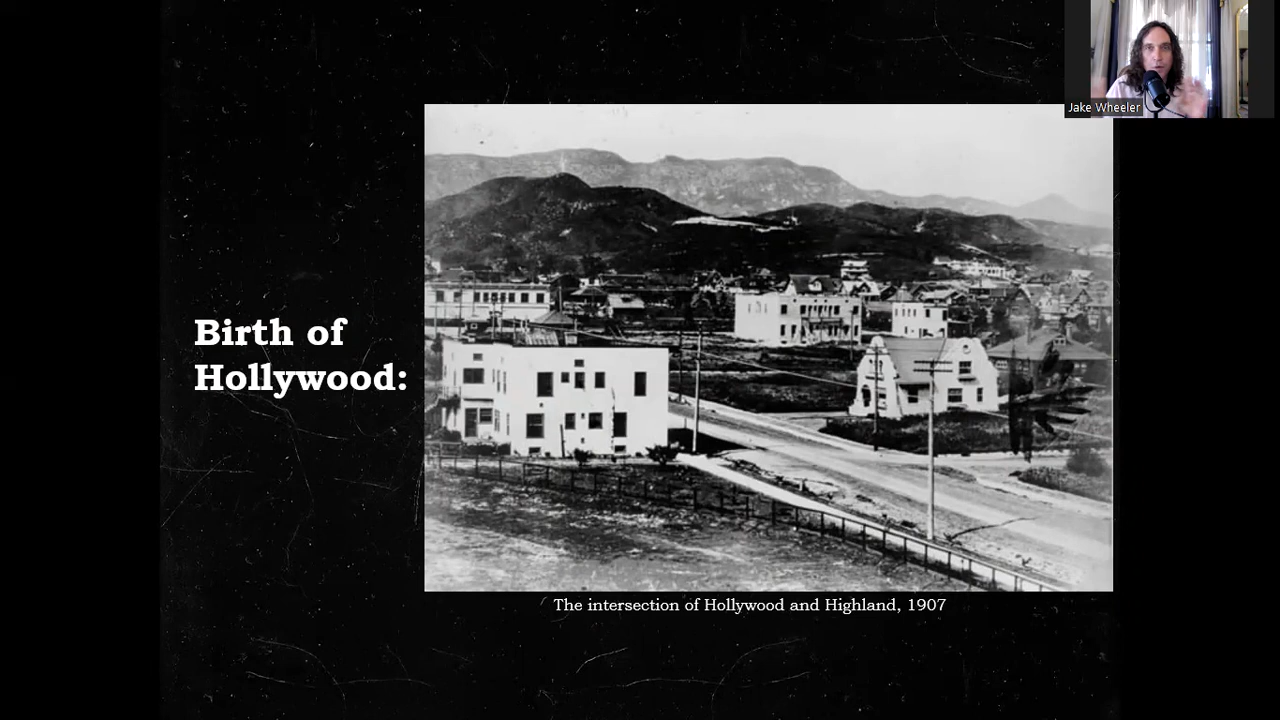 Jake Wheeler
Birth of
Hollywood:
The intersection of Hollywood and Highland, 1907